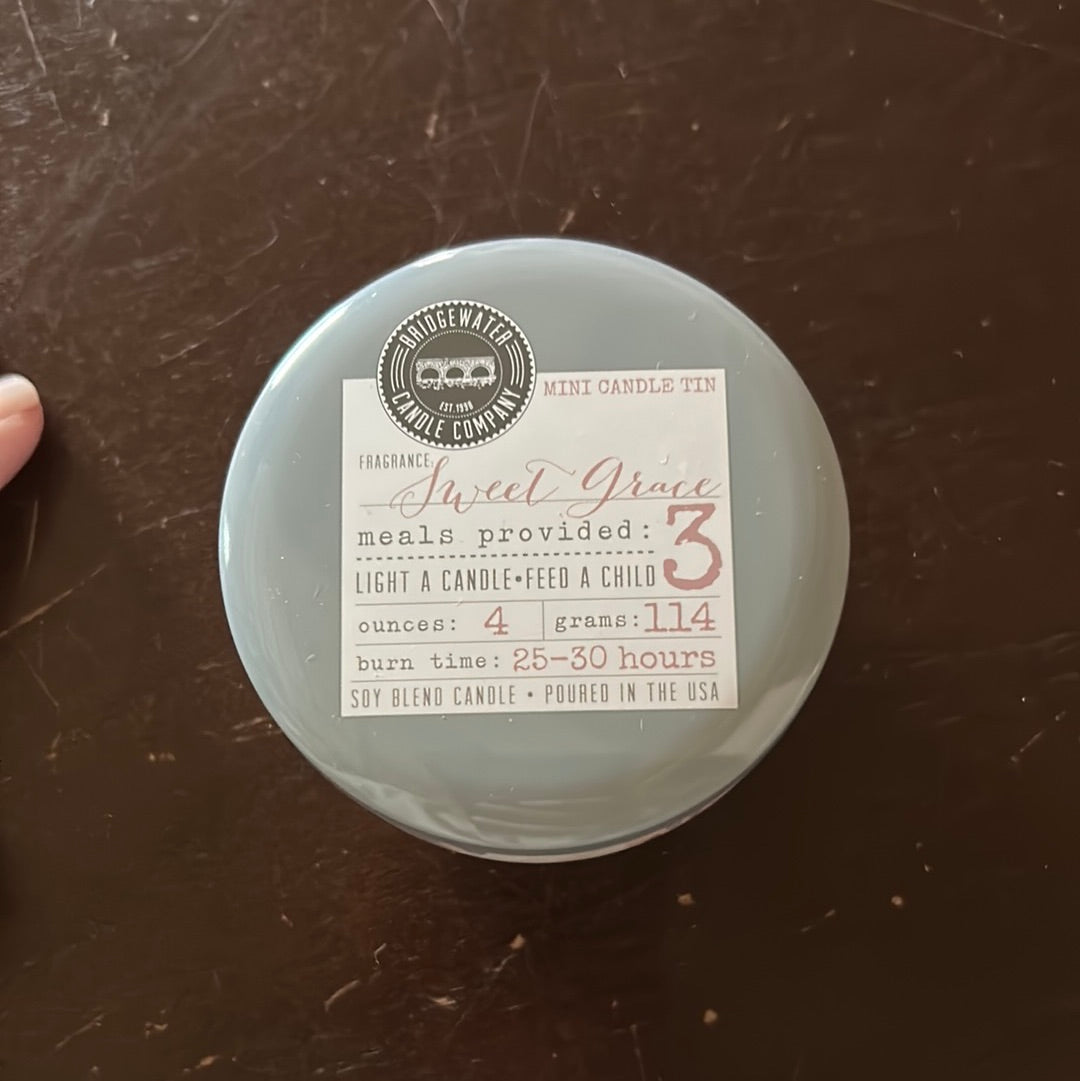 BRIDGEWATER
EST.1998
CANDLE COMPANY
MINI CANDLE TIN
FRAGRANCE: Sweet Grace
meals provided: 3
LIGHT A CANDLE•FEED A CHILD
ounces: 4 grams: 114
burn time: 25–30 hours
SOY BLEND CANDLE • POURED IN THE USA